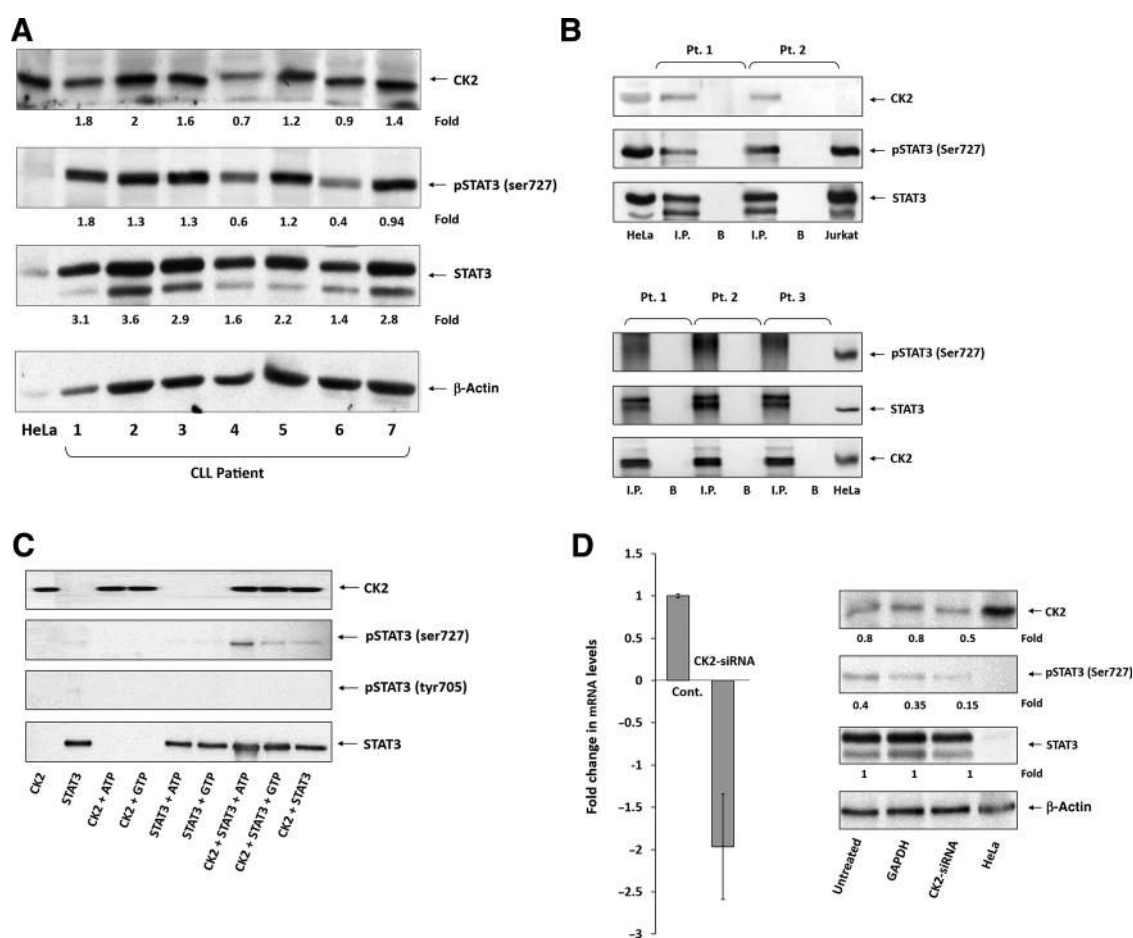 A
CK2
1.8 2 1.6 0.7 1.2 0.9 1.4 Fold
pSTAT3 (ser727)
1.8 1.3 1.3 0.6 1.2 0.4 0.94 Fold
STAT3
3.1 3.6 2.9 1.6 2.2 1.4 2.8 Fold
β-Actin
HeLa 1 2 3 4 5 6 7
CLL Patient
B
Pt. 1 Pt. 2
CK2
pSTAT3 (Ser727)
STAT3
HeLa I.P. B I.P. B Jurkat
Pt. 1 Pt. 2 Pt. 3
pSTAT3 (Ser727)
STAT3
CK2
I.P. B I.P. B I.P. B HeLa
C
CK2
pSTAT3 (ser727)
pSTAT3 (tyr705)
STAT3
CK2
STAT3
CK2 + ATP
CK2 + GTP
STAT3 + ATP
STAT3 + GTP
CK2 + STAT3 + ATP
CK2 + STAT3 + GTP
CK2 + STAT3
D
Fold change in mRNA levels
1.5
1
0.5
0
−0.5
−1
−1.5
−2
−2.5
−3
CK2-siRNA
Cont.
CK2
0.8 0.8 0.5 Fold
pSTAT3 (Ser727)
0.4 0.35 0.15 Fold
STAT3
1 1 1 Fold
β-Actin
Untreated
GAPDH
CK2-siRNA
HeLa